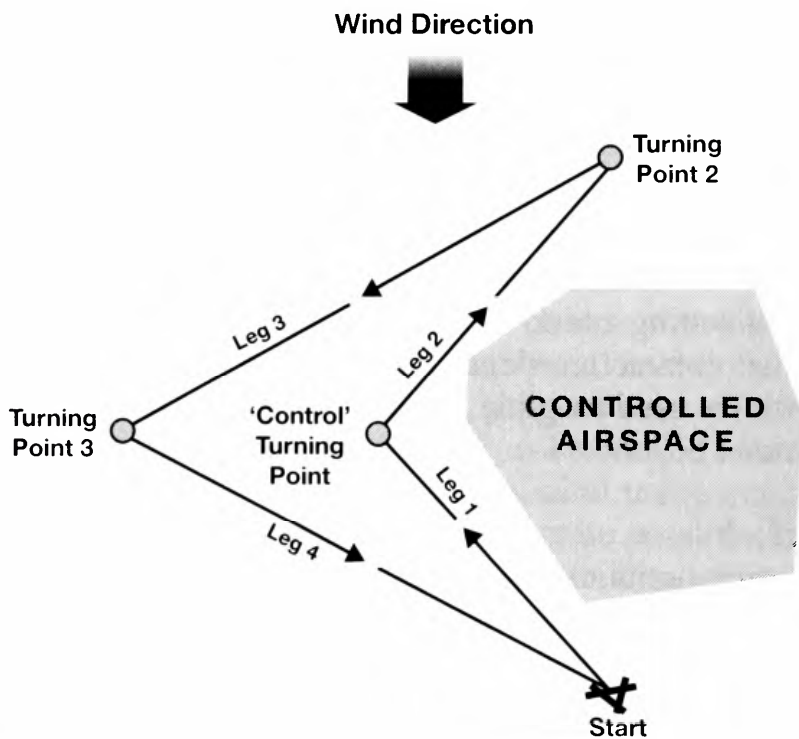 Wind Direction
Turning
Point 2
Leg 3
Leg 2
Turning
Point 3
'Control'
Turning
Point
CONTROLLED
AIRSPACE
Leg 1
Leg 4
Start